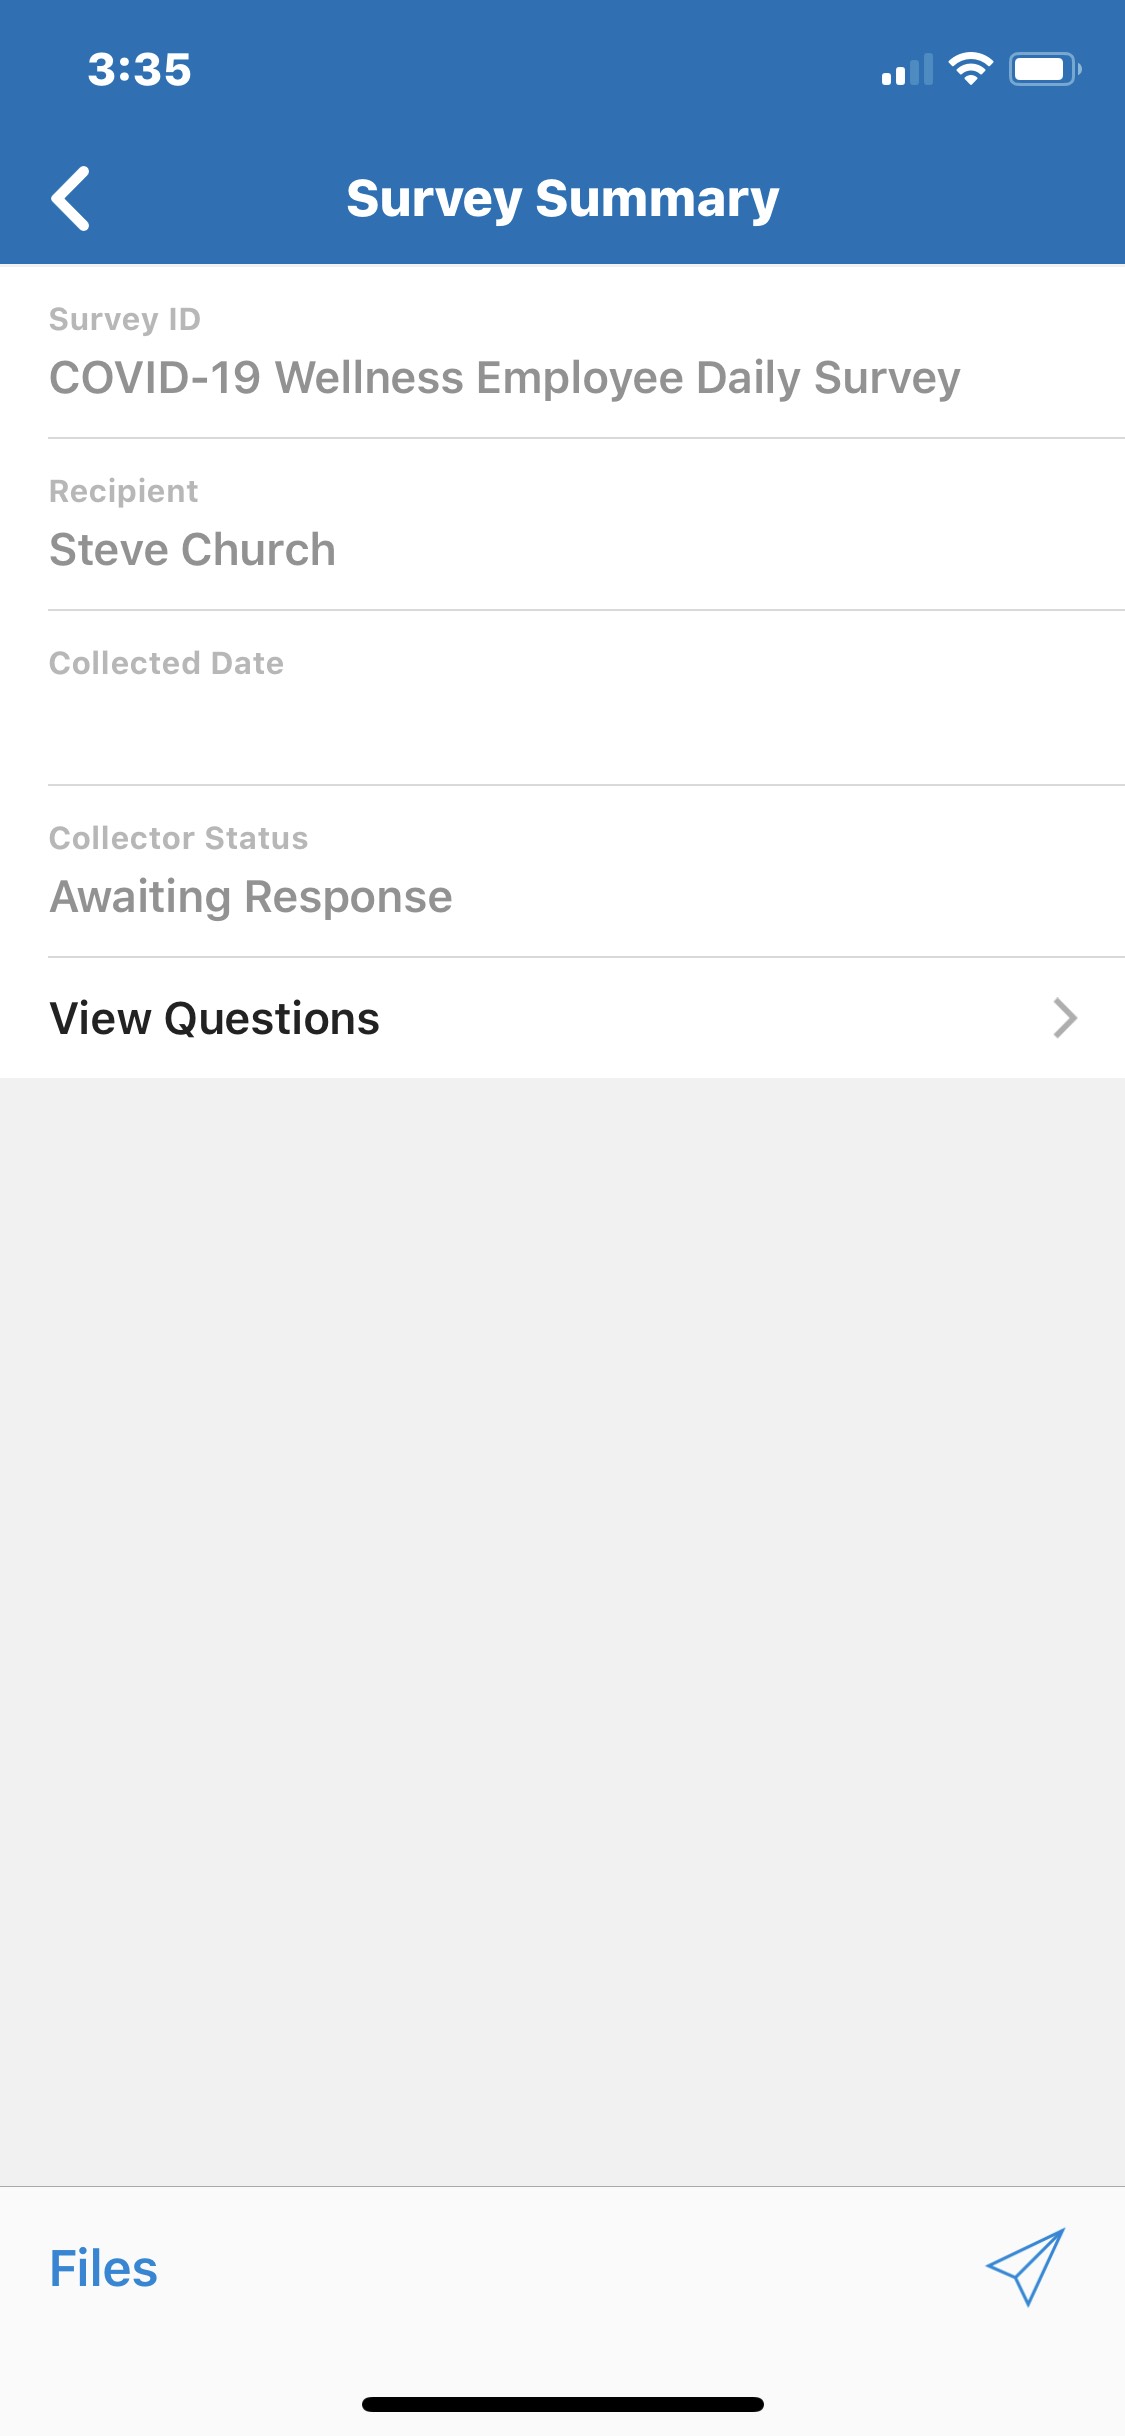 3:35
Survey Summary
Survey ID
COVID-19 Wellness Employee Daily Survey
Recipient
Steve Church
Collected Date
Collector Status
Awaiting Response
View Questions
Files